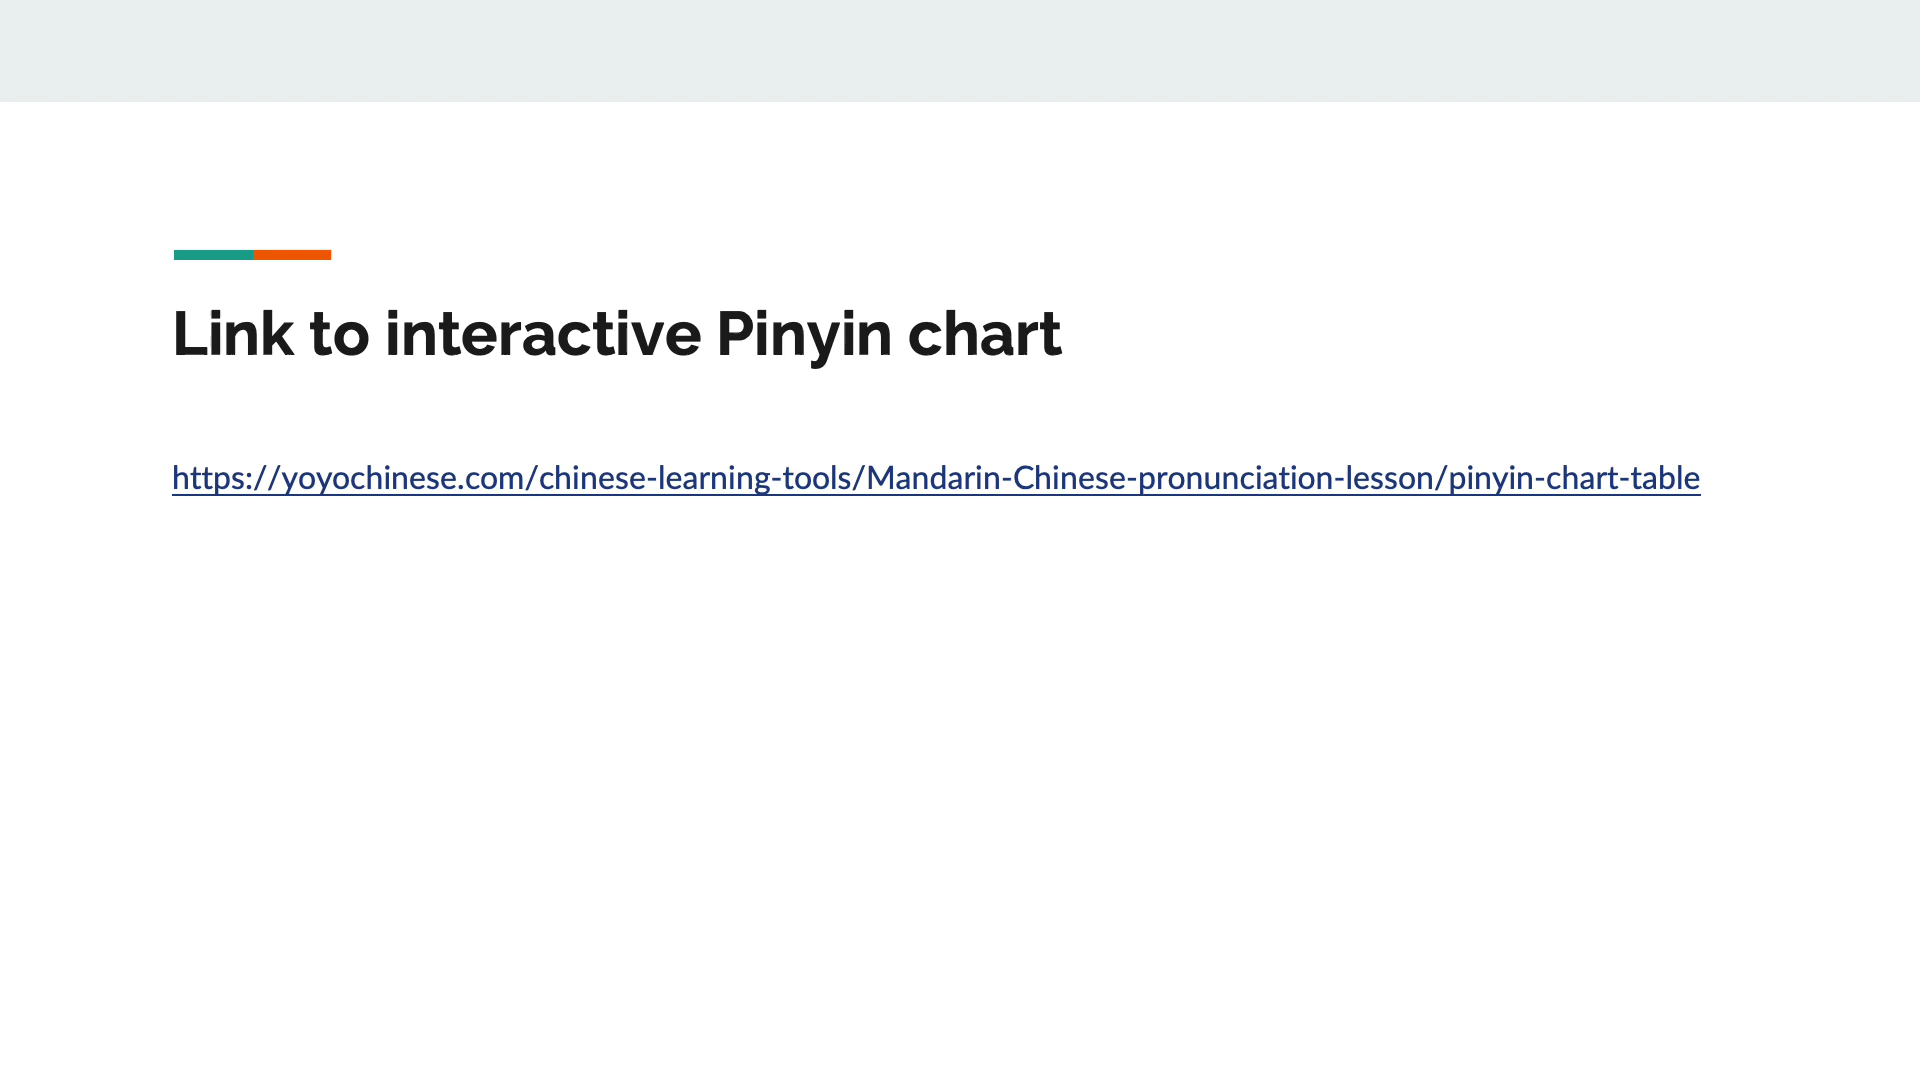 Link to interactive Pinyin chart
https://yoyochinese.com/chinese-learning-tools/Mandarin-Chinese-pronunciation-lesson/pinyin-chart-table